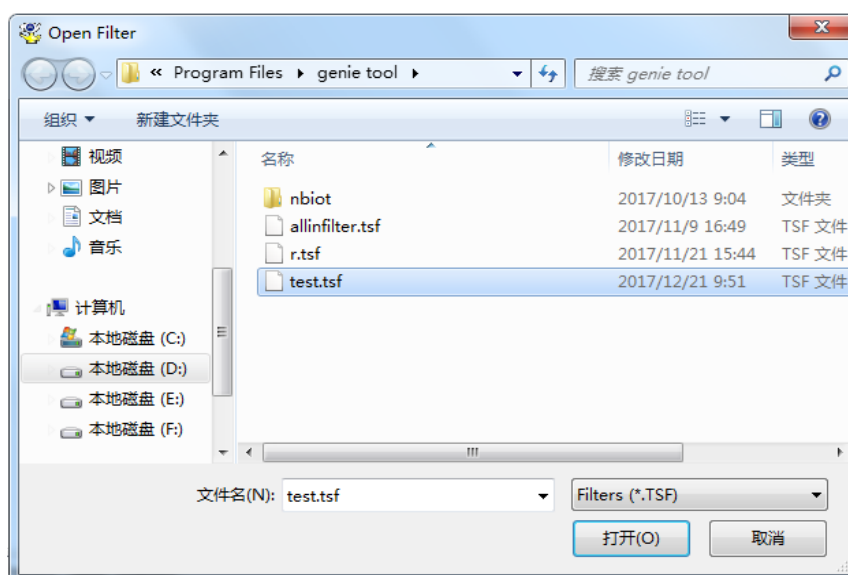 Open Filter
« Program Files ▸ genie tool ▸
搜索 genie tool
组织 ▼ 新建文件夹
视频
图片
文档
音乐
计算机
本地磁盘 (C:)
本地磁盘 (D:)
本地磁盘 (E:)
本地磁盘 (F:)
名称 修改日期 类型
nbiot 2017/10/13 9:04 文件夹
allinfilter.tsf 2017/11/9 16:49 TSF 文件
r.tsf 2017/11/21 15:44 TSF 文件
test.tsf 2017/12/21 9:51 TSF 文件
文件名(N): test.tsf Filters (*.TSF)
打开(O) 取消